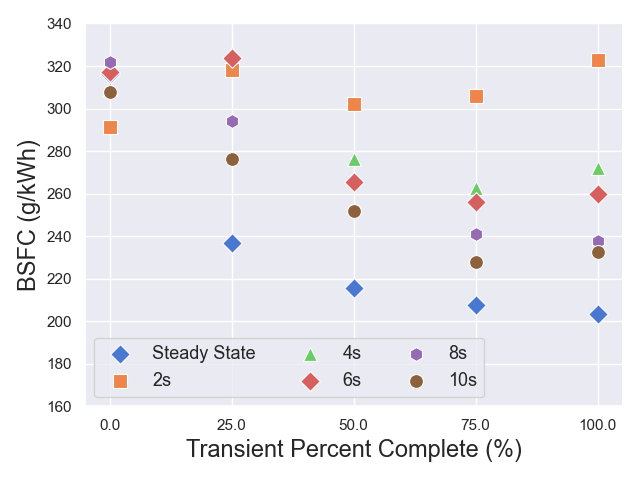 340
320
300
280
260
240
220
200
180
160
BSFC (g/kWh)
Steady State
2s
4s
6s
8s
10s
0.0 25.0 50.0 75.0 100.0
Transient Percent Complete (%)